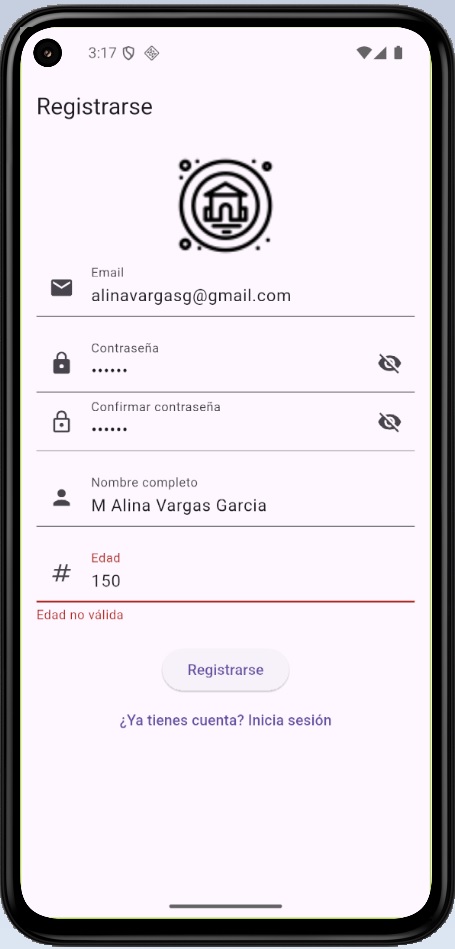 3:17
Registrarse
Email
alinavargasg@gmail.com
Contraseña
••••••
Confirmar contraseña
••••••
Nombre completo
M Alina Vargas Garcia
# Edad
150
Edad no válida
Registrarse
¿Ya tienes cuenta? Inicia sesión